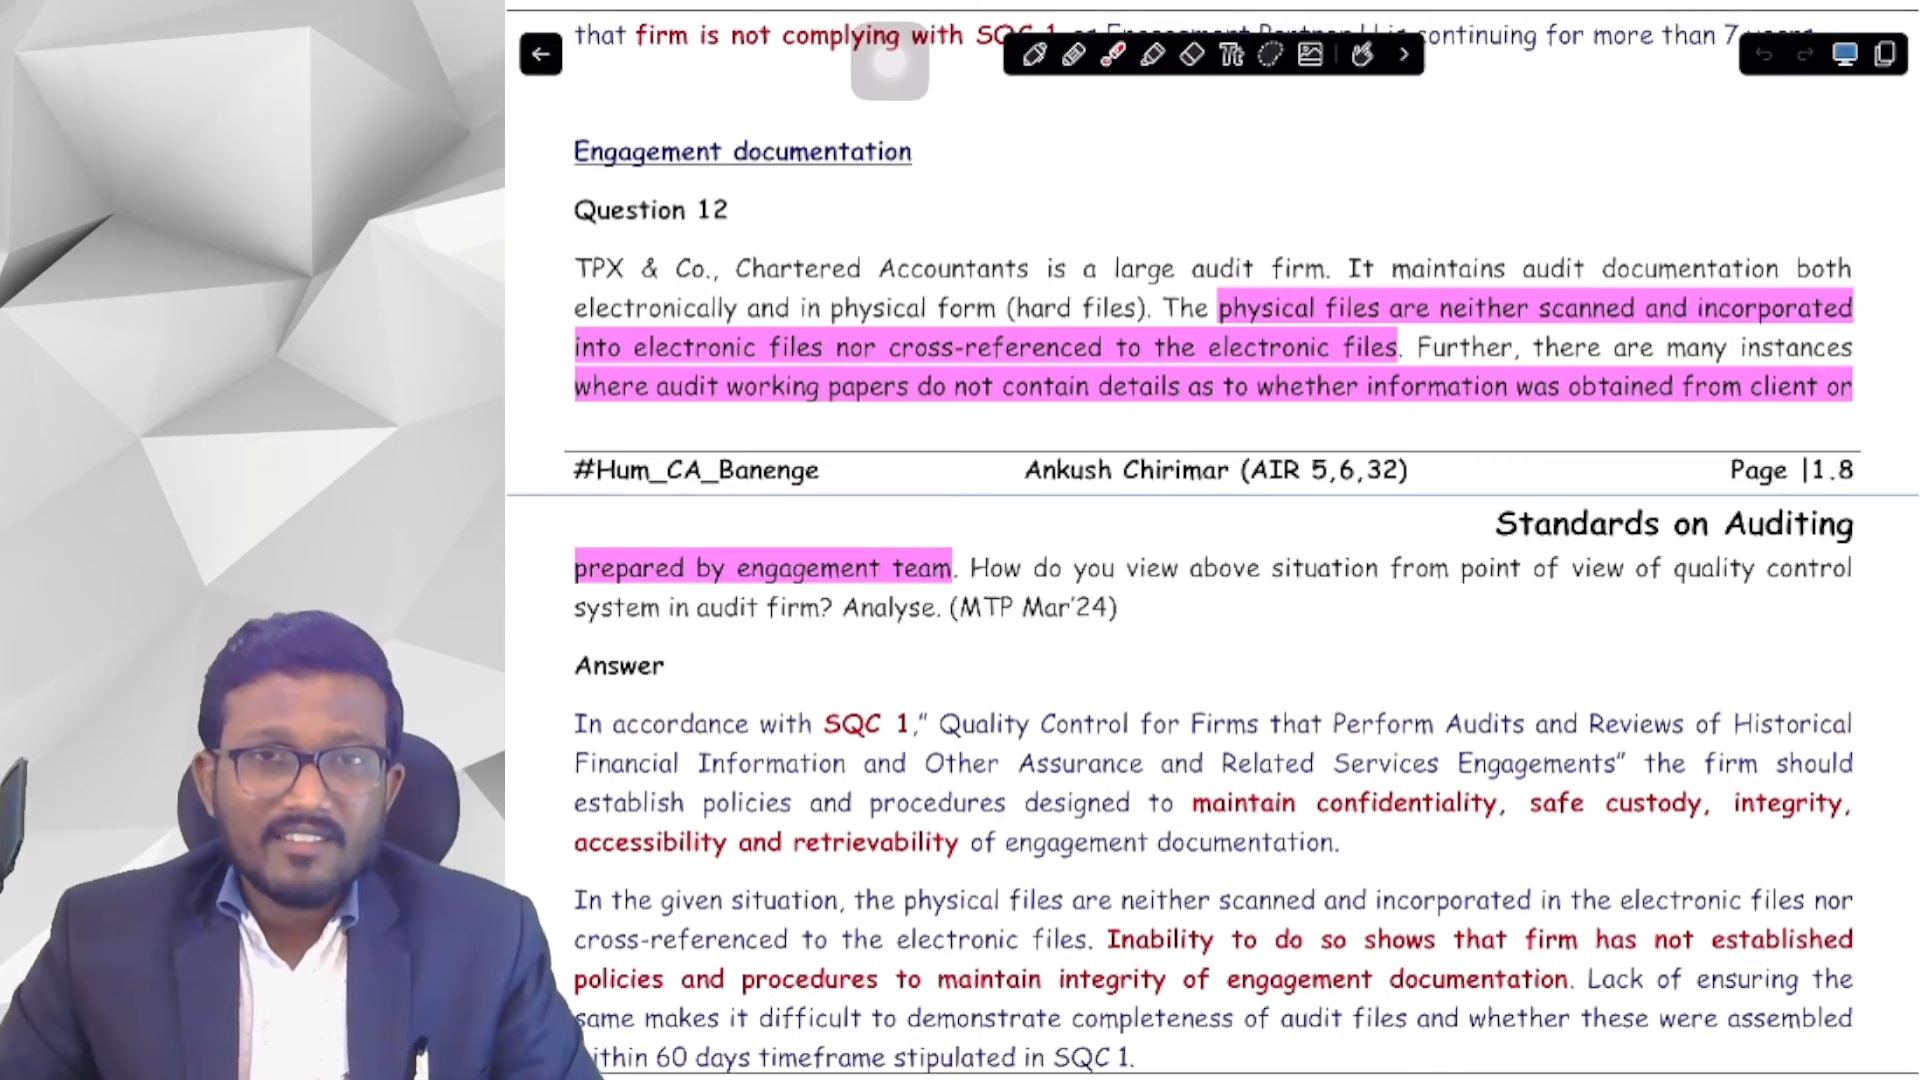 that firm is not complying with SQC 1 as Engagement Partner continuing for more than 7 years
Engagement documentation
Question 12
TPX & Co., Chartered Accountants is a large audit firm. It maintains audit documentation both
electronically and in physical form (hard files). The physical files are neither scanned and incorporated
into electronic files nor cross-referenced to the electronic files. Further, there are many instances
where audit working papers do not contain details as to whether information was obtained from client or
#Hum_CA_Banenge Ankush Chirimar (AIR 5,6,32) Page |1.8
Standards on Auditing
prepared by engagement team. How do you view above situation from point of view of quality control
system in audit firm? Analyse. (MTP Mar'24)
Answer
In accordance with SQC 1," Quality Control for Firms that Perform Audits and Reviews of Historical
Financial Information and Other Assurance and Related Services Engagements" the firm should
establish policies and procedures designed to maintain confidentiality, safe custody, integrity,
accessibility and retrievability of engagement documentation.
In the given situation, the physical files are neither scanned and incorporated in the electronic files nor
cross-referenced to the electronic files. Inability to do so shows that firm has not established
policies and procedures to maintain integrity of engagement documentation. Lack of ensuring the
same makes it difficult to demonstrate completeness of audit files and whether these were assembled
ithin 60 days timeframe stipulated in SQC 1.